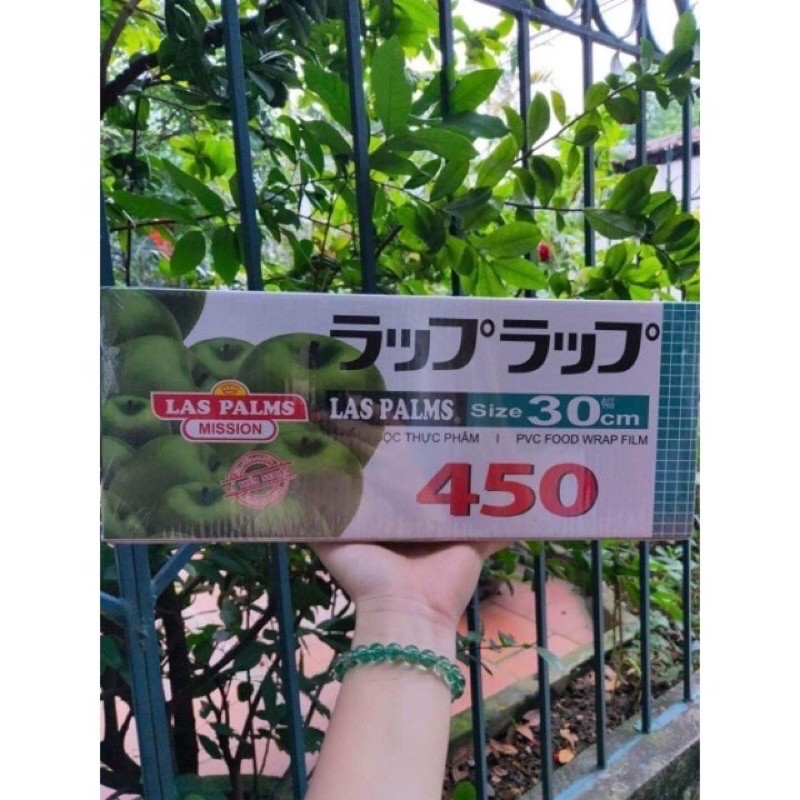 ラップラップ
LAS PALMS
MISSION
LAS PALMS® Size 30cm
BỌC THỰC PHẨM I PVC FOOD WRAP FILM
450